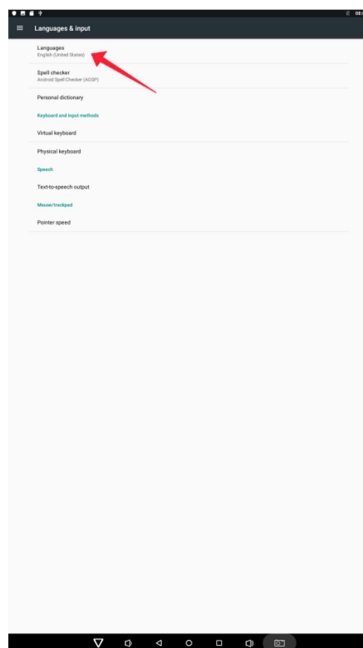 Languages & input
Languages
English (United States)
Spell checker
Android Spell Checker (AOSP)
Personal dictionary
Keyboard and input methods
Virtual keyboard
Physical keyboard
Speech
Text-to-speech output
Mouse/trackpad
Pointer speed